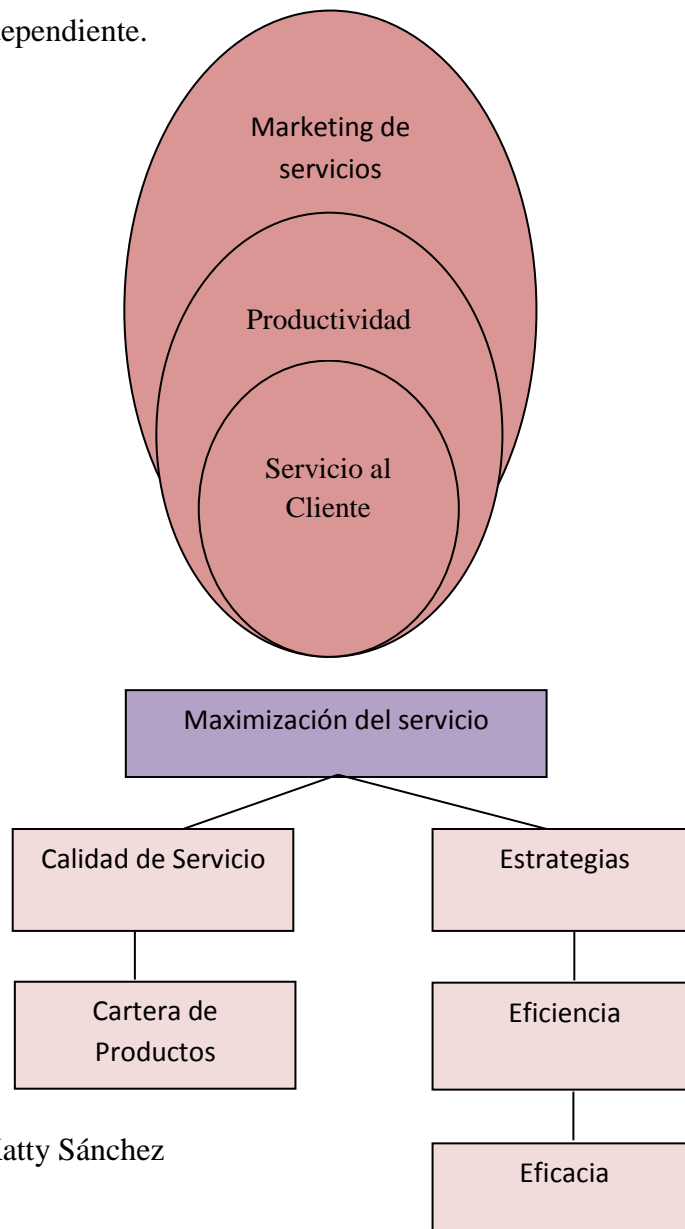 ependiente.
Marketing de
servicios
Productividad
Servicio al
Cliente
Maximización del servicio
Calidad de Servicio
Estrategias
Cartera de
Productos
Eficiencia
atty Sánchez
Eficacia